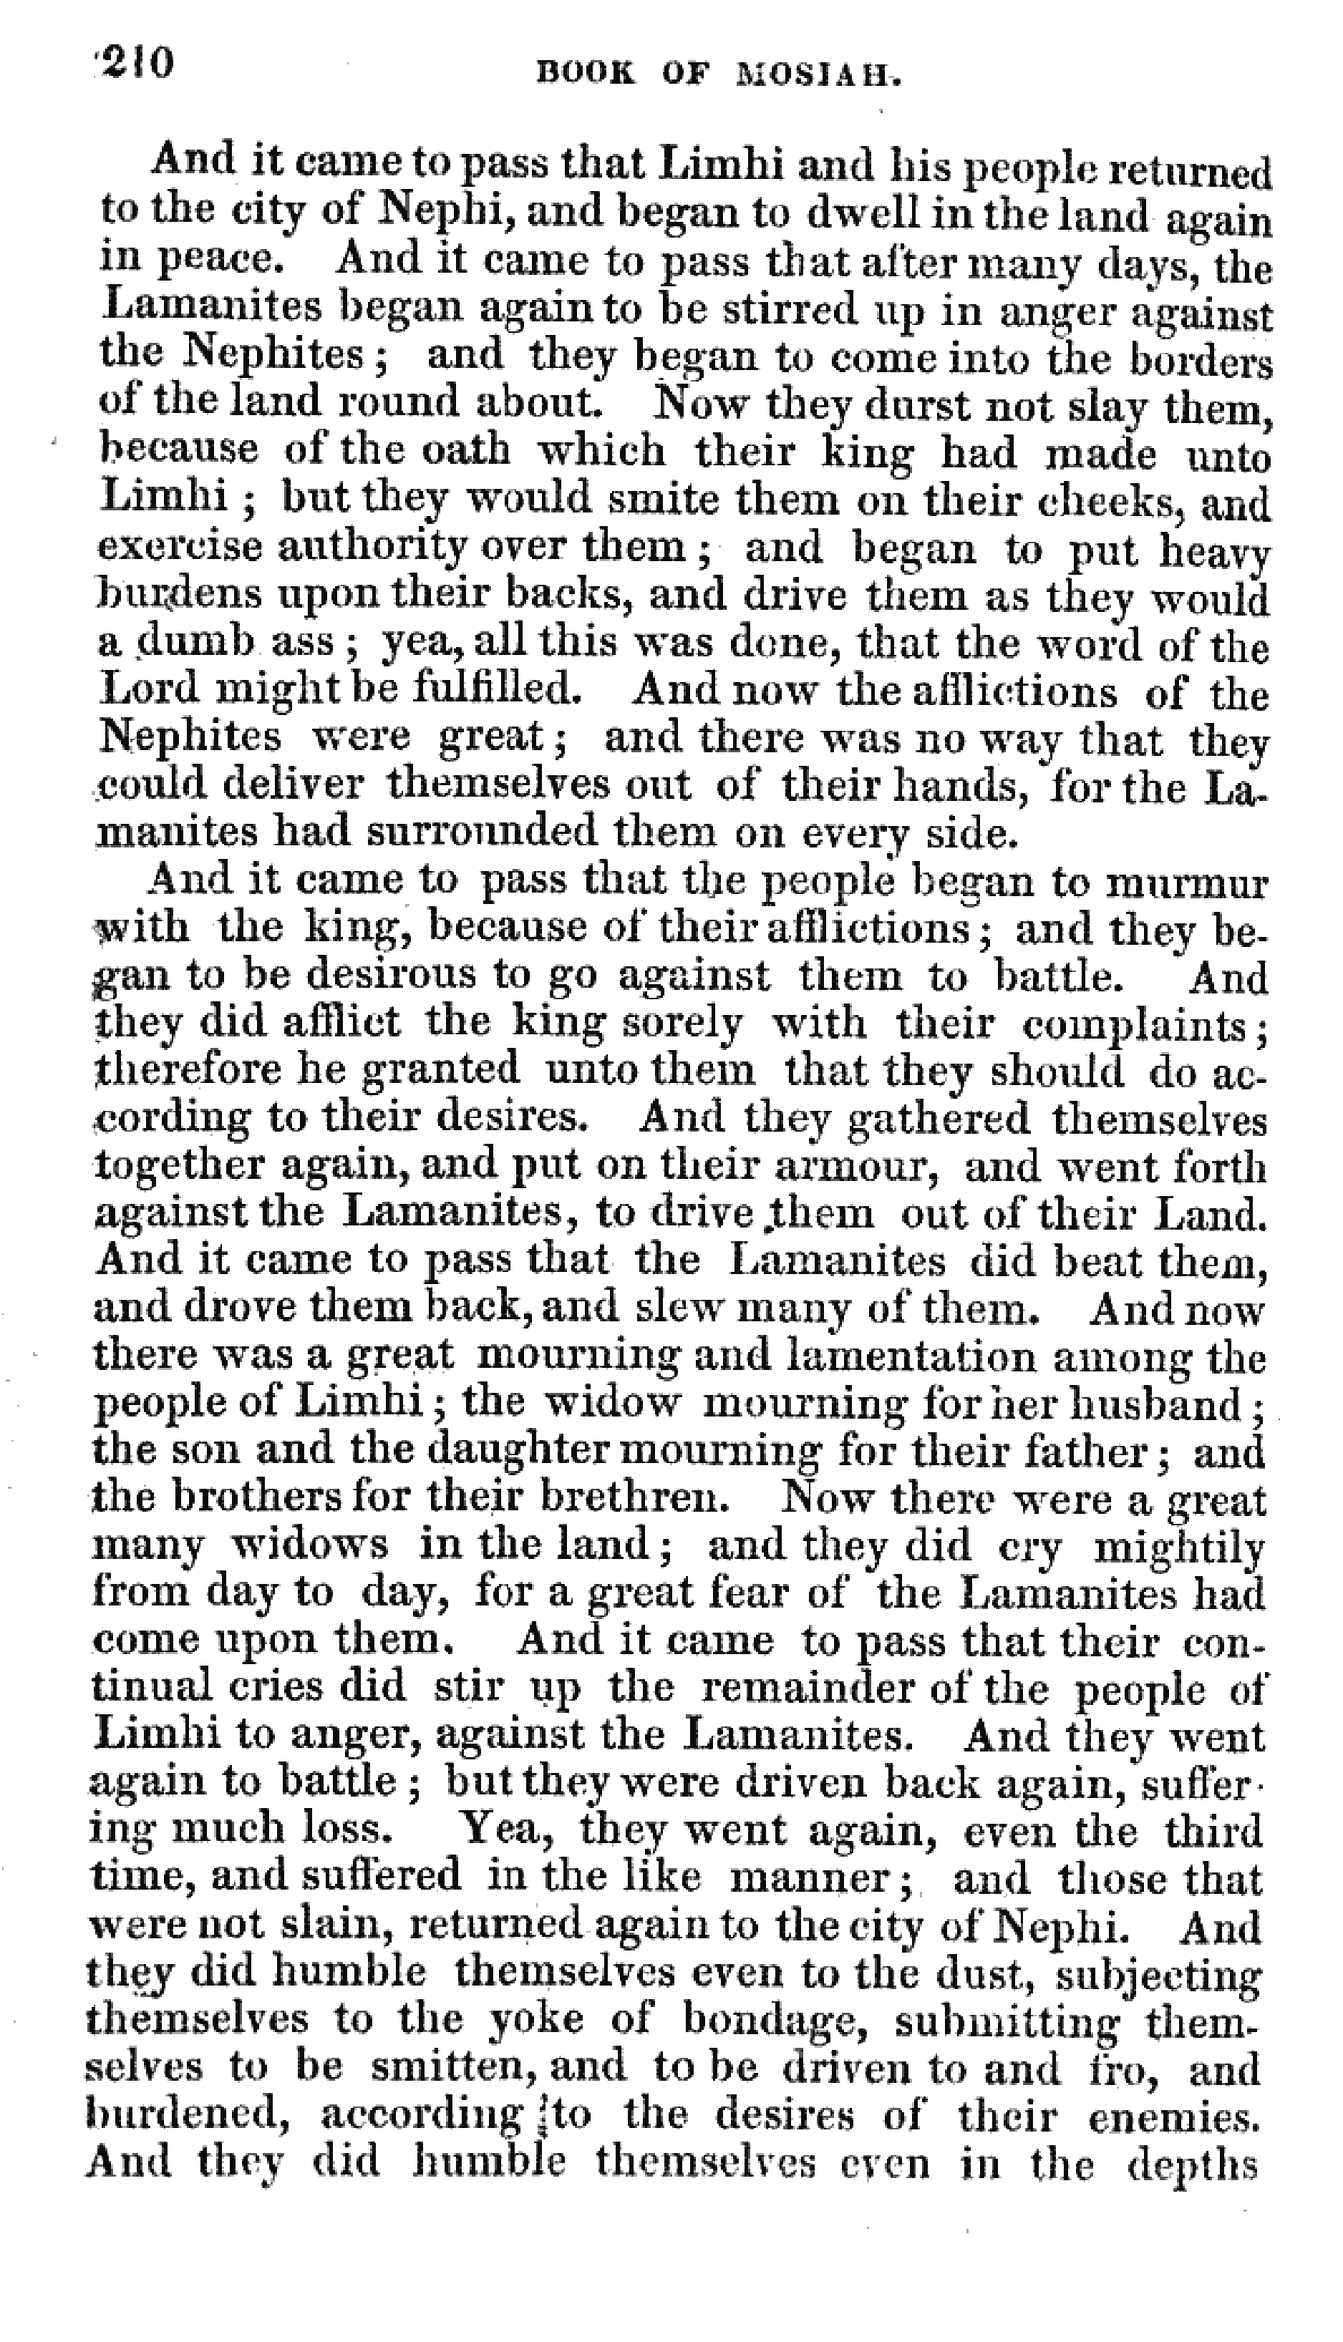 210
BOOK OF MOSIAH.
And it came to pass that Limhi and his people returned
to the city of Nephi, and began to dwell in the land again
in peace. And it came to pass that after many days, the
Lamanites began again to be stirred up in anger against
the Nephites; and they began to come into the borders
of the land round about. Now they durst not slay them,
because of the oath which their king had made unto
Limhi; but they would smite them on their cheeks, and
exercise authority over them; and began to put heavy
burdens upon their backs, and drive them as they would
a dumb ass; yea, all this was done, that the word of the
Lord might be fulfilled. And now the afflictions of the
Nephites were great; and there was no way that they
could deliver themselves out of their hands, for the La-
manites had surrounded them on every side.
And it came to pass that the people began to murmur
with the king, because of their afflictions; and they be-
gan to be desirous to go against them to battle. And
they did afflict the king sorely with their complaints;
therefore he granted unto them that they should do ac-
cording to their desires. And they gathered themselves
together again, and put on their armour, and went forth
against the Lamanites, to drive them out of their Land.
And it came to pass that the Lamanites did beat them,
and drove them back, and slew many of them. And now
there was a great mourning and lamentation among the
people of Limhi; the widow mourning for her husband;
the son and the daughter mourning for their father; and
the brothers for their brethren. Now there were a great
many widows in the land; and they did cry mightily
from day to day, for a great fear of the Lamanites had
come upon them. And it came to pass that their con-
tinual cries did stir up the remainder of the people of
Limhi to anger, against the Lamanites. And they went
again to battle; but they were driven back again, suffer-
ing much loss. Yea, they went again, even the third
time, and suffered in the like manner; and those that
were not slain, returned again to the city of Nephi. And
they did humble themselves even to the dust, subjecting
themselves to the yoke of bondage, submitting them-
selves to be smitten, and to be driven to and fro, and
burdened, according to the desires of their enemies.
And they did humble themselves even in the depths